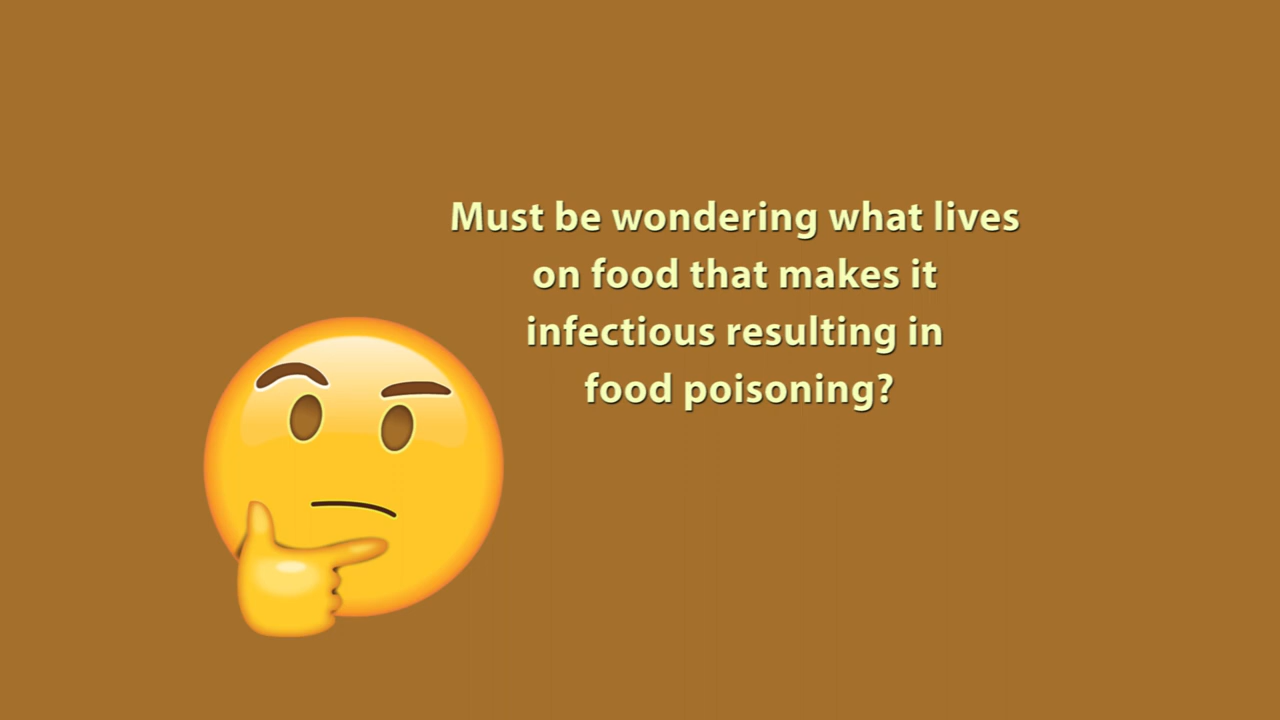 Must be wondering what lives
on food that makes it
infectious resulting in
food poisoning?